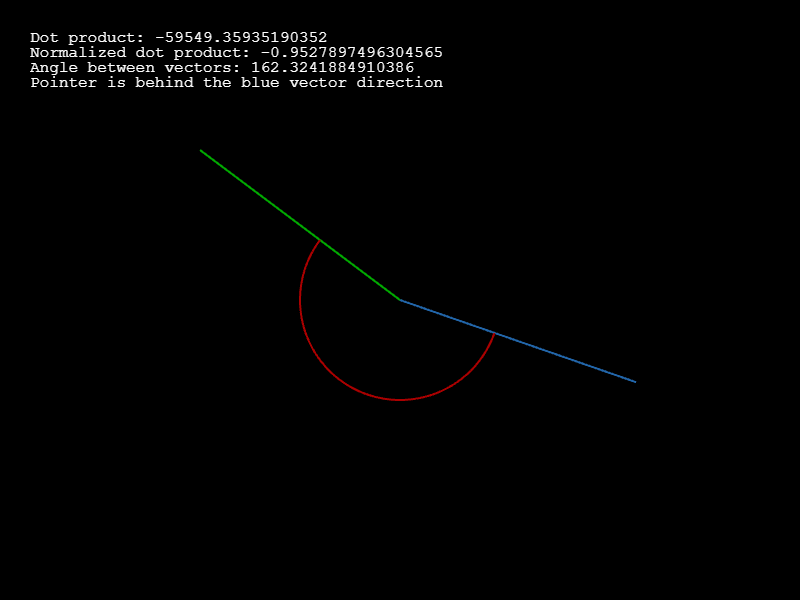 Dot product: -59549.35935190352
Normalized dot product: -0.9527897496304565
Angle between vectors: 162.3241884910386
Pointer is behind the blue vector direction